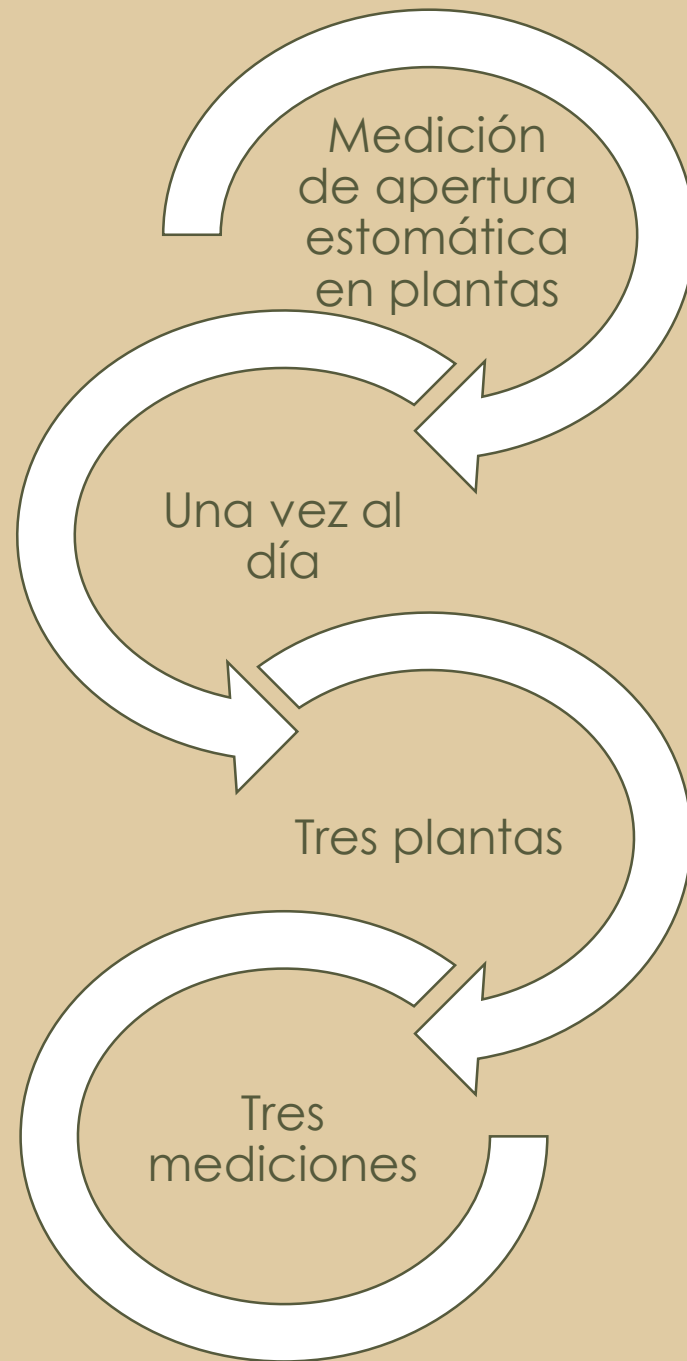 Medición
de apertura
estomática
en plantas
Una vez al
día
Tres plantas
Tres
mediciones